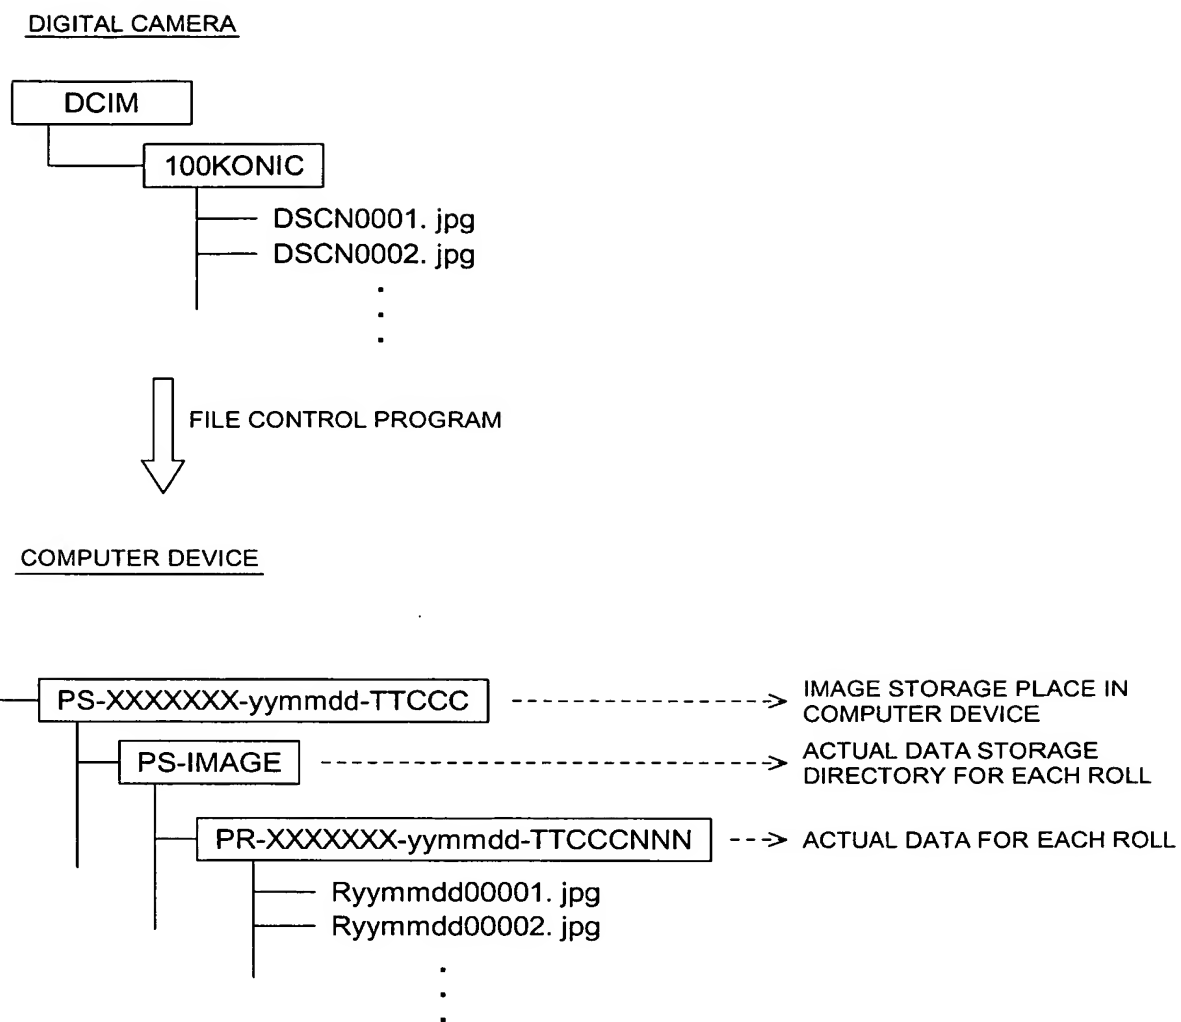 DIGITAL CAMERA
DCIM
100KONIC
DSCN0001. jpg
DSCN0002. jpg
FILE CONTROL PROGRAM
COMPUTER DEVICE
PS-XXXXXXX-yymmdd-TTCCC
IMAGE STORAGE PLACE IN
COMPUTER DEVICE
PS-IMAGE
ACTUAL DATA STORAGE
DIRECTORY FOR EACH ROLL
PR-XXXXXXX-yymmdd-TTCCCNNN
ACTUAL DATA FOR EACH ROLL
Ryymmdd00001. jpg
Ryymmdd00002. jpg